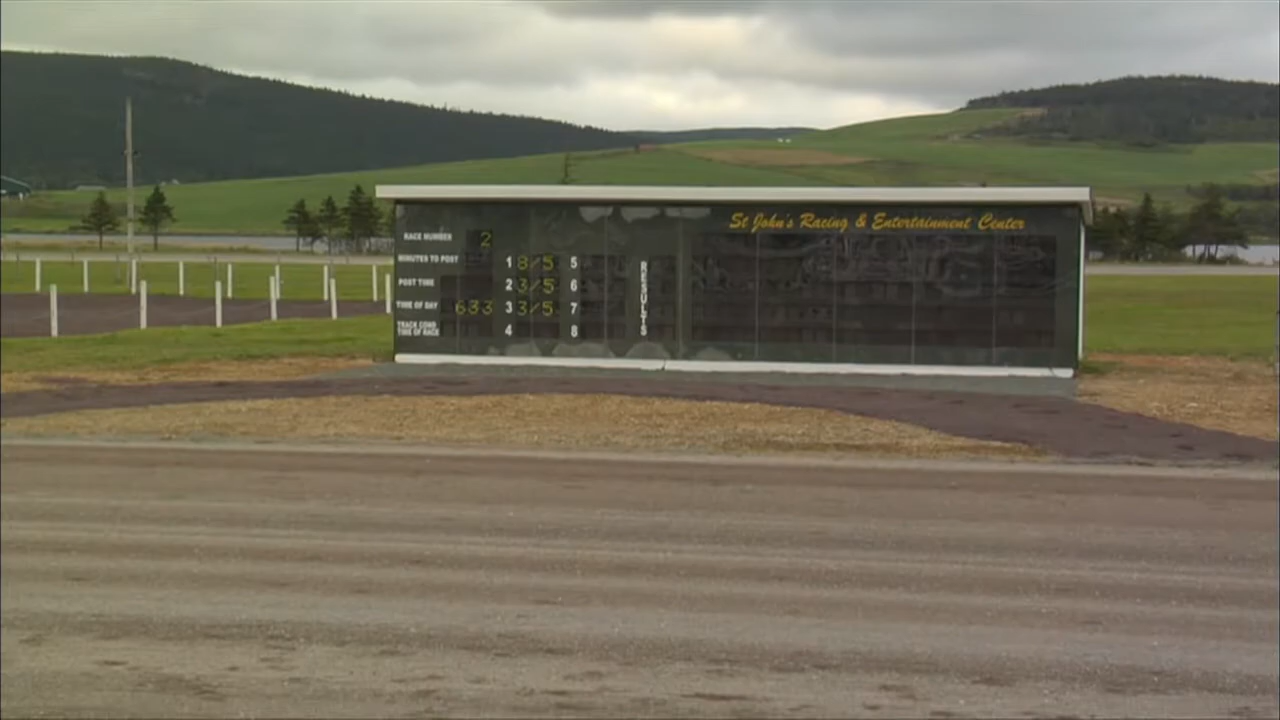 St John's Racing & Entertainment Center
RACE NUMBER 2
MINUTES TO POST
POST TIME
TIME OF DAY 633
TRACK COND
TIME OF RACE
1 8/5 5
2 3/5 6
3 3/5 7
4 8
RESULTS